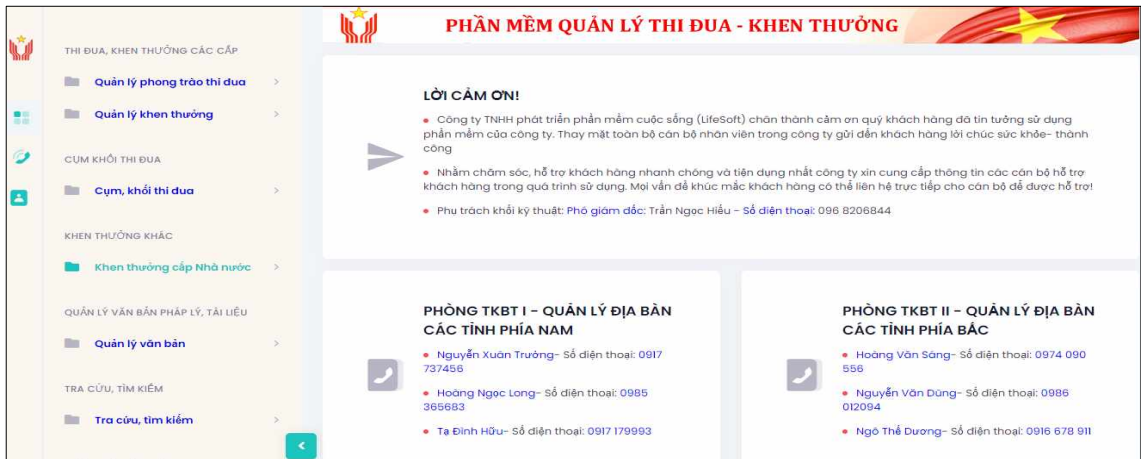 PHẦN MỀM QUẢN LÝ THI ĐUA - KHEN THƯỞNG
THI ĐUA, KHEN THƯỞNG CÁC CẤP
Quản lý phong trào thi đua
Quản lý khen thưởng
CỤM KHỐI THI ĐUA
Cụm, khối thi đua
KHEN THƯỞNG KHÁC
Khen thưởng cấp Nhà nước
QUẢN LÝ VĂN BẢN PHÁP LÝ, TÀI LIỆU
Quản lý văn bản
TRA CỨU, TÌM KIẾM
Tra cứu, tìm kiếm
LỜI CẢM ƠN!
Công ty TNHH phát triển phần mềm cuộc sống (LifeSoft) chân thành cảm ơn quý khách hàng đã tin tưởng sử dụng
phần mềm của công ty. Thay mặt toàn bộ cán bộ nhân viên trong công ty gửi đến khách hàng lời chúc sức khỏe- thành
công
Nhằm chăm sóc, hỗ trợ khách hàng nhanh chóng và tiện dụng nhất công ty xin cung cấp thông tin các cán bộ hỗ trợ
khách hàng trong quá trình sử dụng. Mọi vấn đề khúc mắc khách hàng có thể liên hệ trực tiếp cho cán bộ để được hỗ trợ!
Phụ trách khối kỹ thuật: Phó giám đốc: Trần Ngọc Hiếu - Số điện thoại: 096 8206844
PHÒNG TKBT I - QUẢN LÝ ĐỊA BÀN
CÁC TỈNH PHÍA NAM
Nguyễn Xuân Trường- Số điện thoại: 0917
737456
Hoàng Ngọc Long- Số điện thoại: 0985
365683
Tạ Đình Hữu- Số điện thoại: 0917 179993
PHÒNG TKBT II - QUẢN LÝ ĐỊA BÀN
CÁC TỈNH PHÍA BẮC
Hoàng Văn Sáng- Số điện thoại: 0974 090
556
Nguyễn Văn Dũng- Số điện thoại: 0986
012094
Ngô Thế Dương- Số điện thoại: 0916 678 911